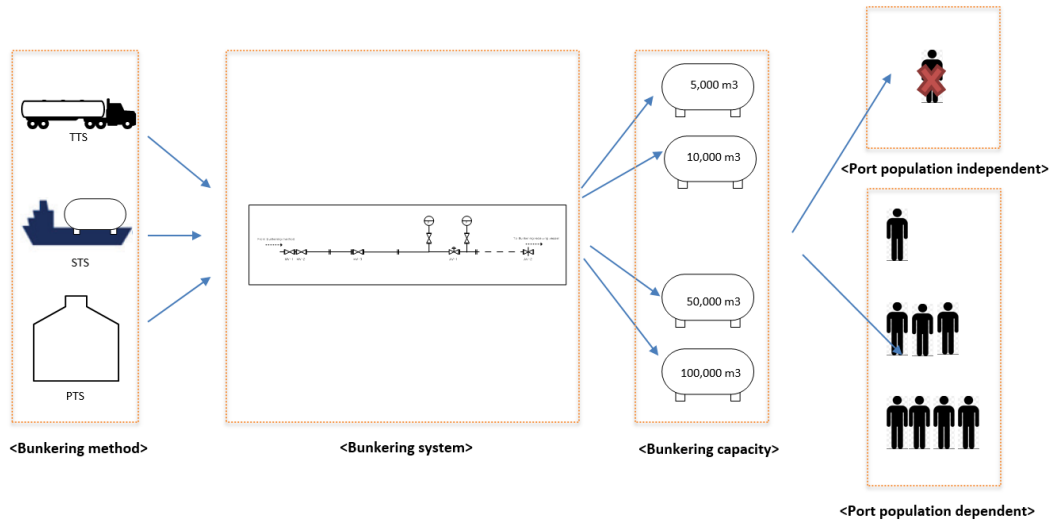 TTS
STS
PTS
<Bunkering method>
<Bunkering system>
5,000 m3
10,000 m3
50,000 m3
100,000 m3
<Bunkering capacity>
<Port population independent>
<Port population dependent>